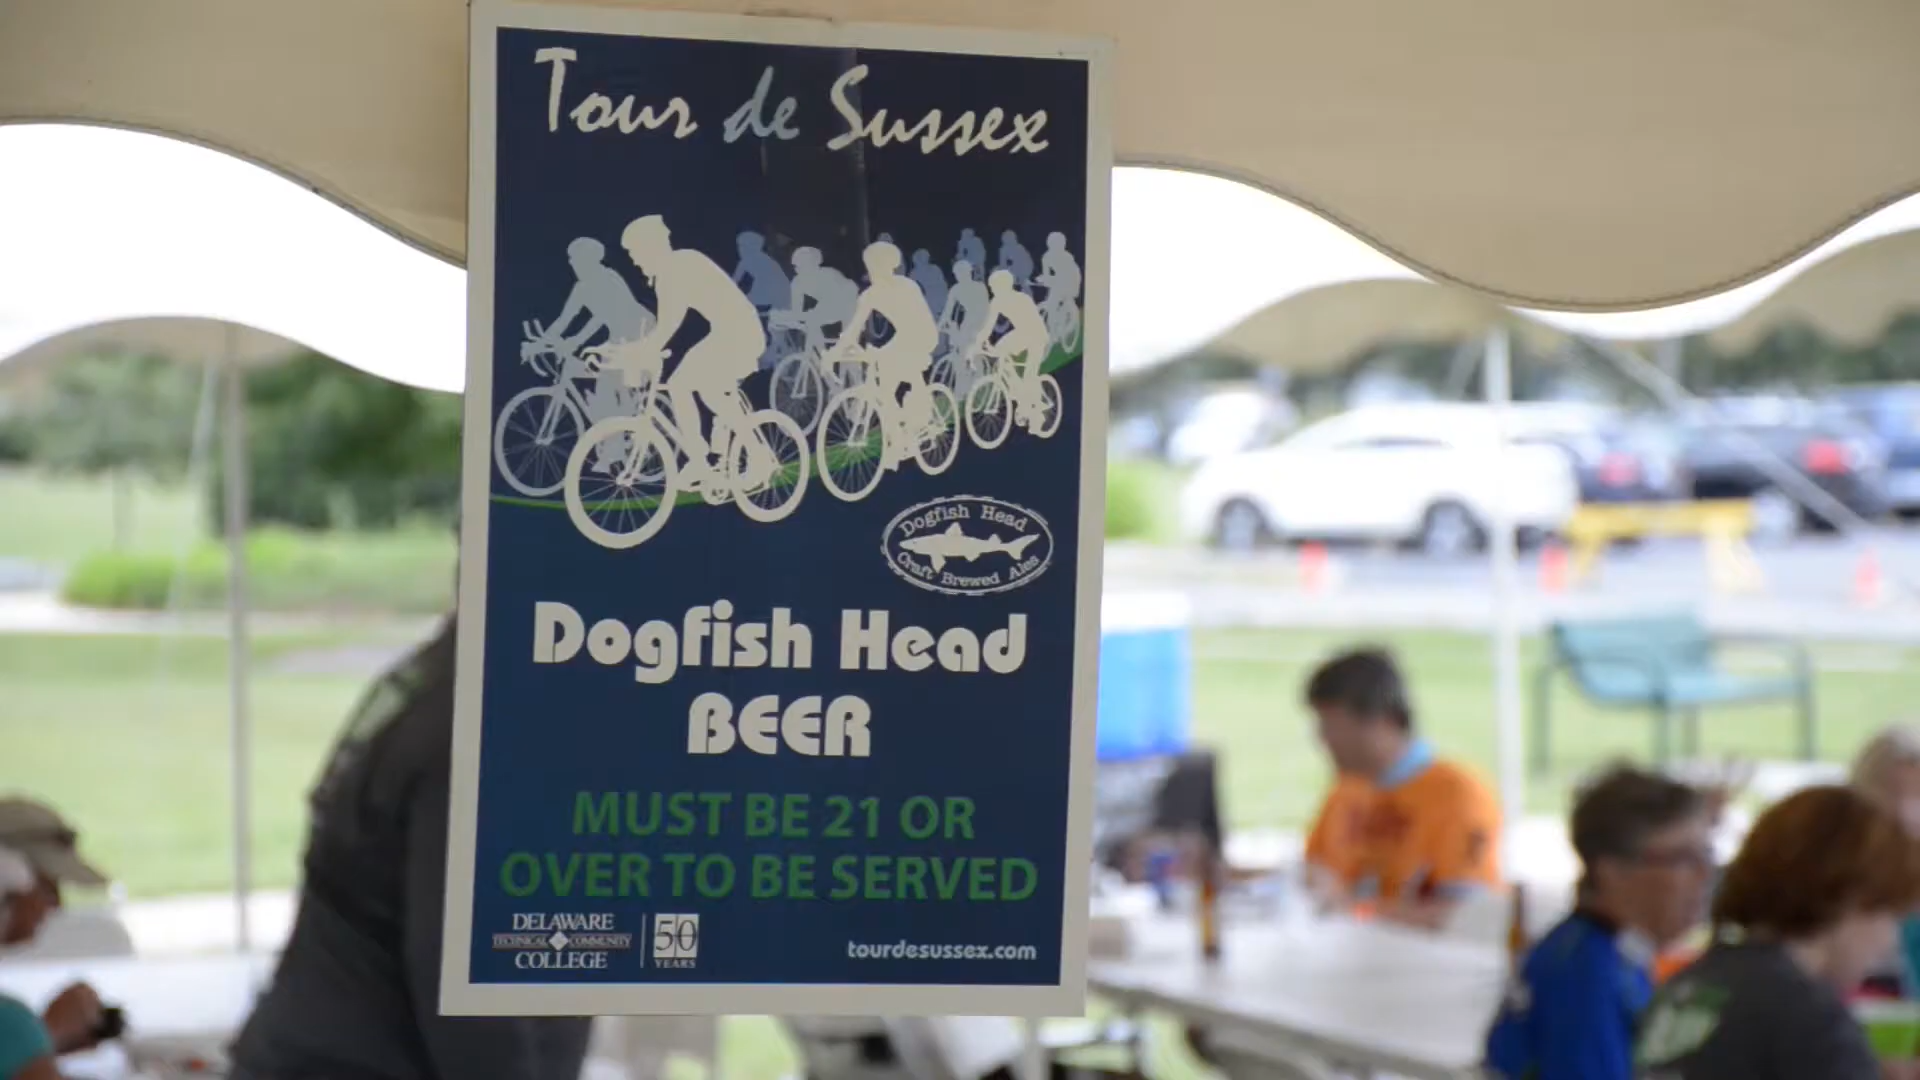 Tour de Sussex
Dogfish Head
Craft Brewed Ales
Dogfish Head
BEER
MUST BE 21 OR
OVER TO BE SERVED
DELAWARE
TECHNICAL COMMUNITY
COLLEGE
50
YEARS
tourdesussex.com